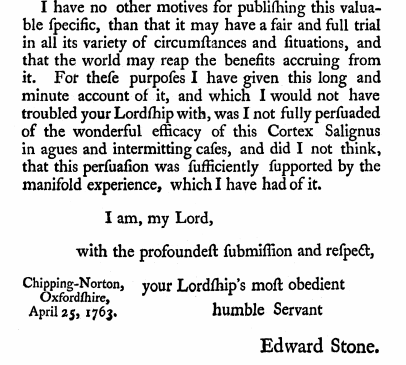 I have no other motives for publiſhing this valua-
ble ſpecific, than that it may have a fair and full trial
in all its variety of circumſtances and ſituations, and
that the world may reap the benefits accruing from
it. For theſe purpoſes I have given this long and
minute account of it, and which I would not have
troubled your Lordſhip with, was I not fully perſuaded
of the wonderful efficacy of this Cortex Salignus
in agues and intermitting caſes, and did I not think,
that this perſuaſion was ſufficiently ſupported by the
manifold experience, which I have had of it.
I am, my Lord,
with the profoundeſt ſubmiſſion and reſpect,
Chipping-Norton, your Lordſhip's moſt obedient
Oxfordſhire,
April 25, 1763. humble Servant
Edward Stone.